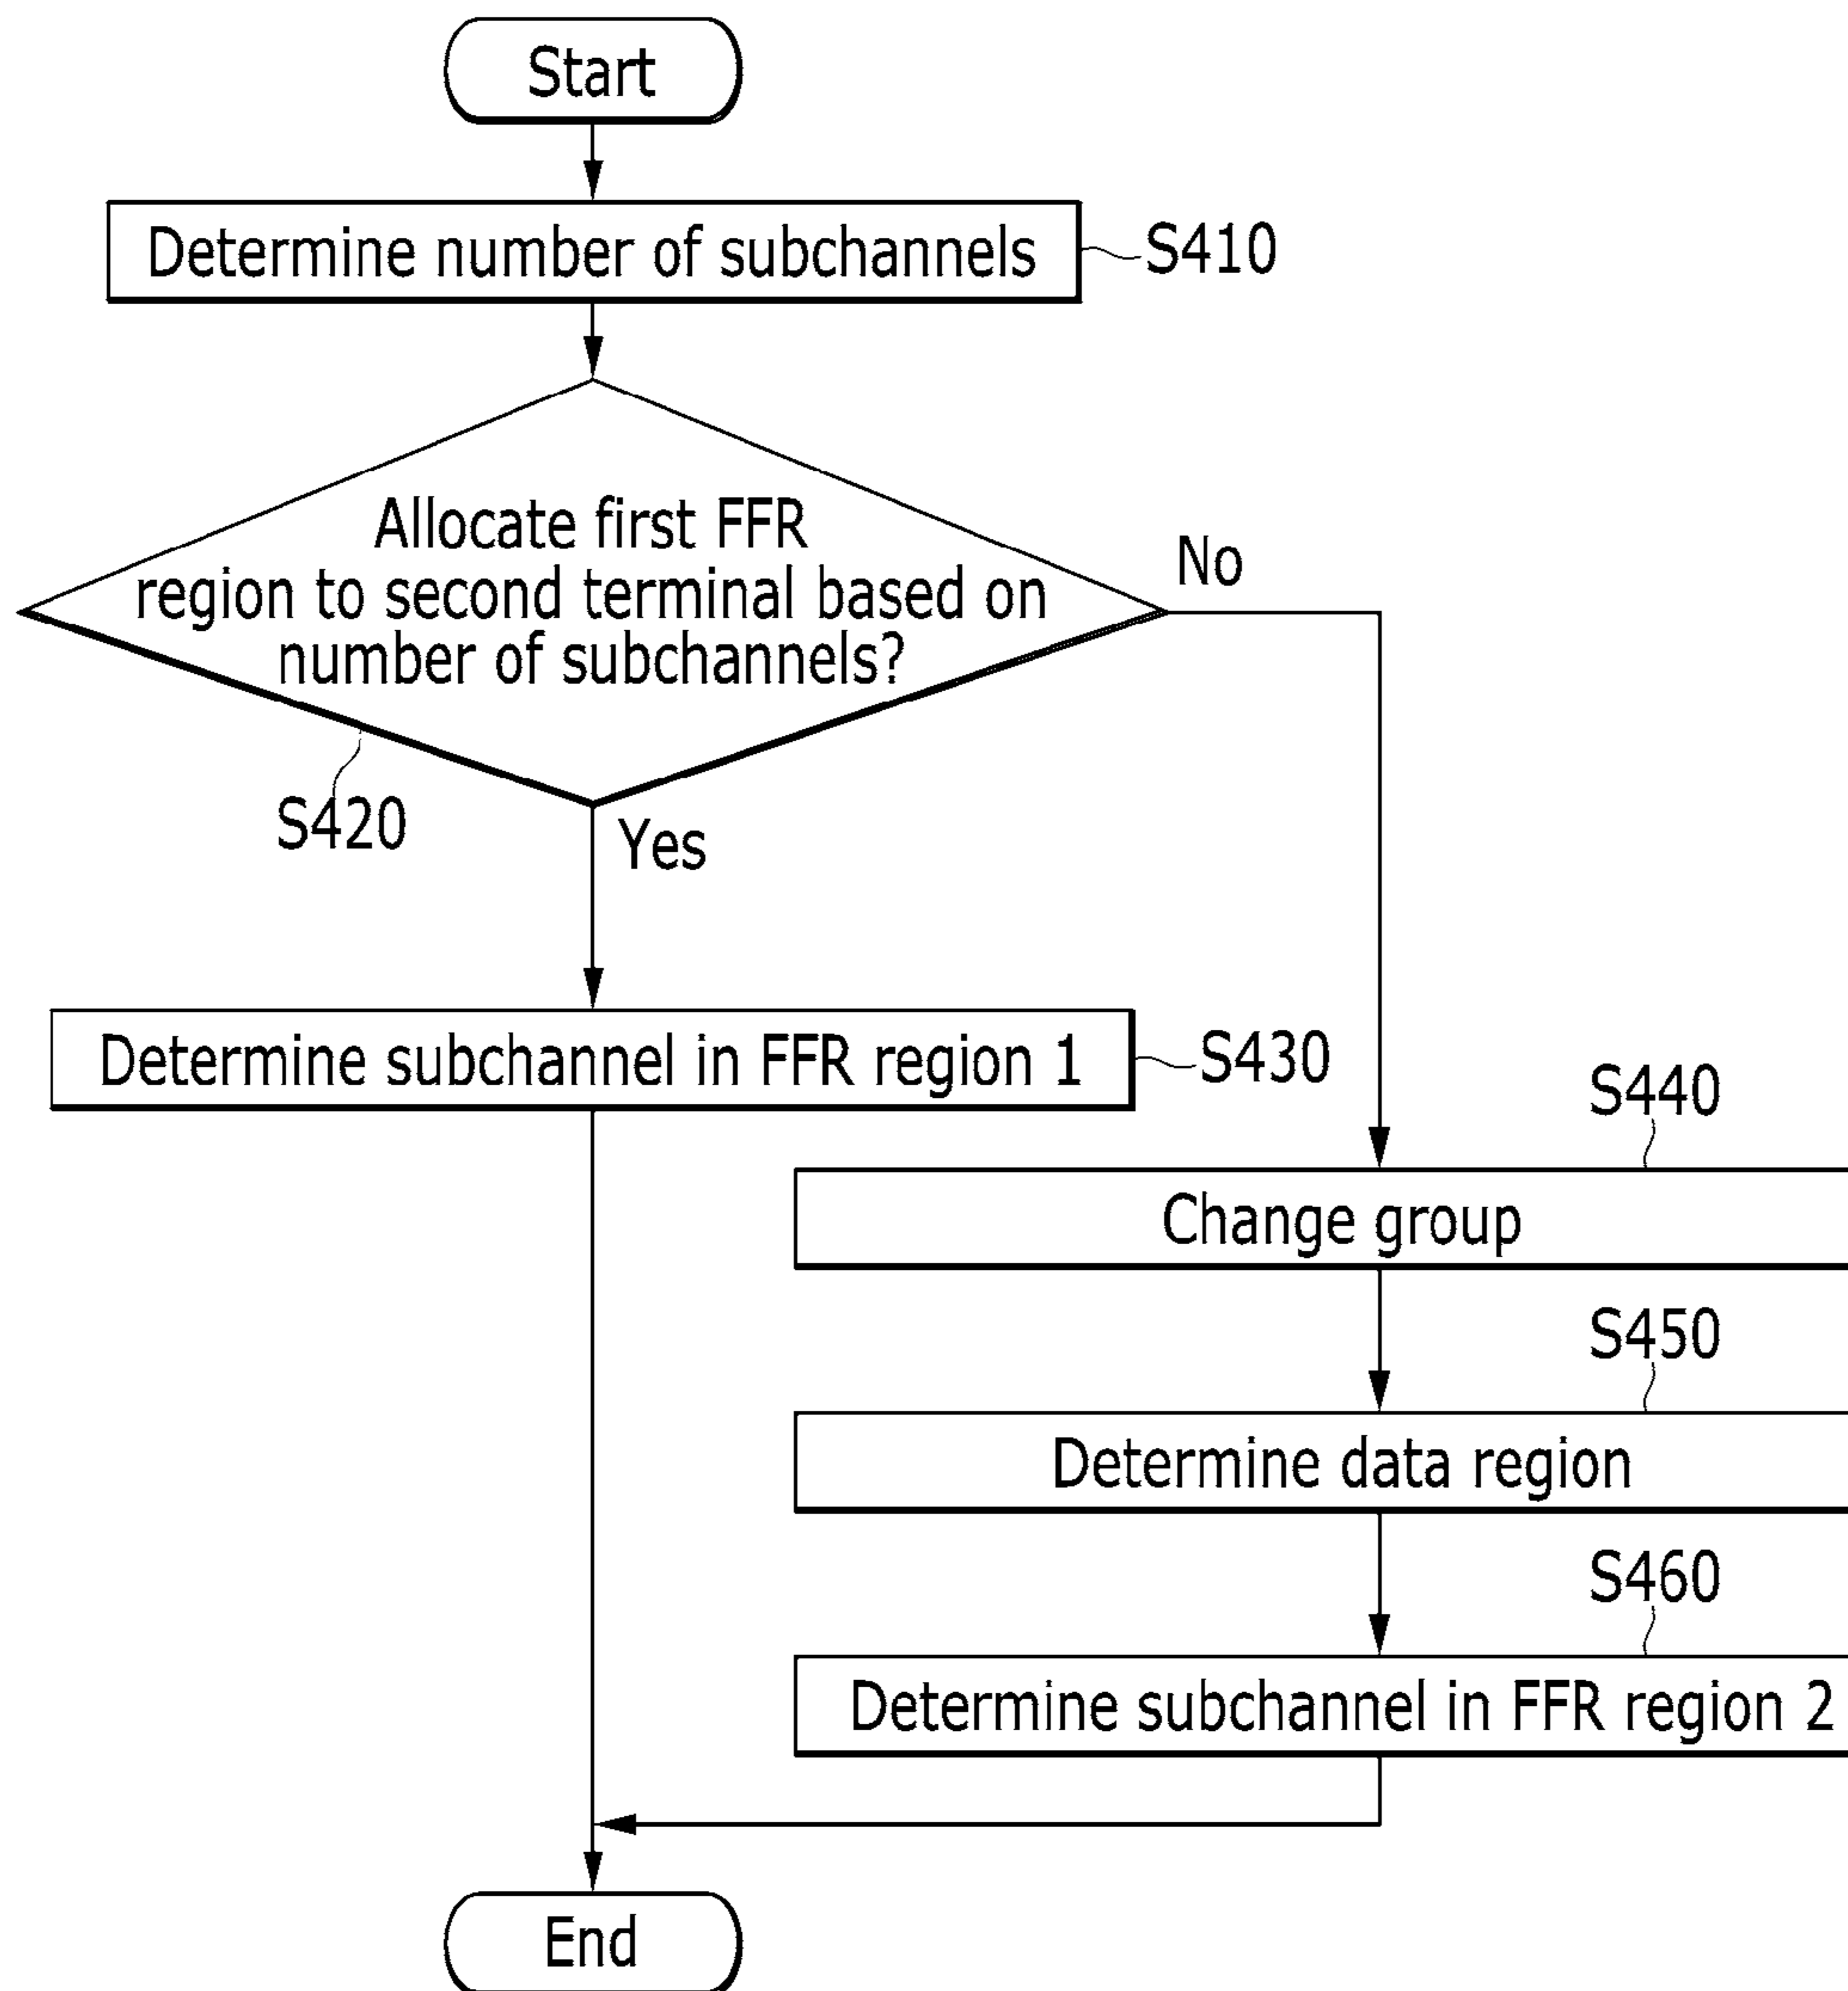 Start
Determine number of subchannels
S410
Allocate first FFR
region to second terminal based on
number of subchannels?
No
S420
Yes
Determine subchannel in FFR region 1
S430
S440
Change group
S450
Determine data region
S460
Determine subchannel in FFR region 2
End